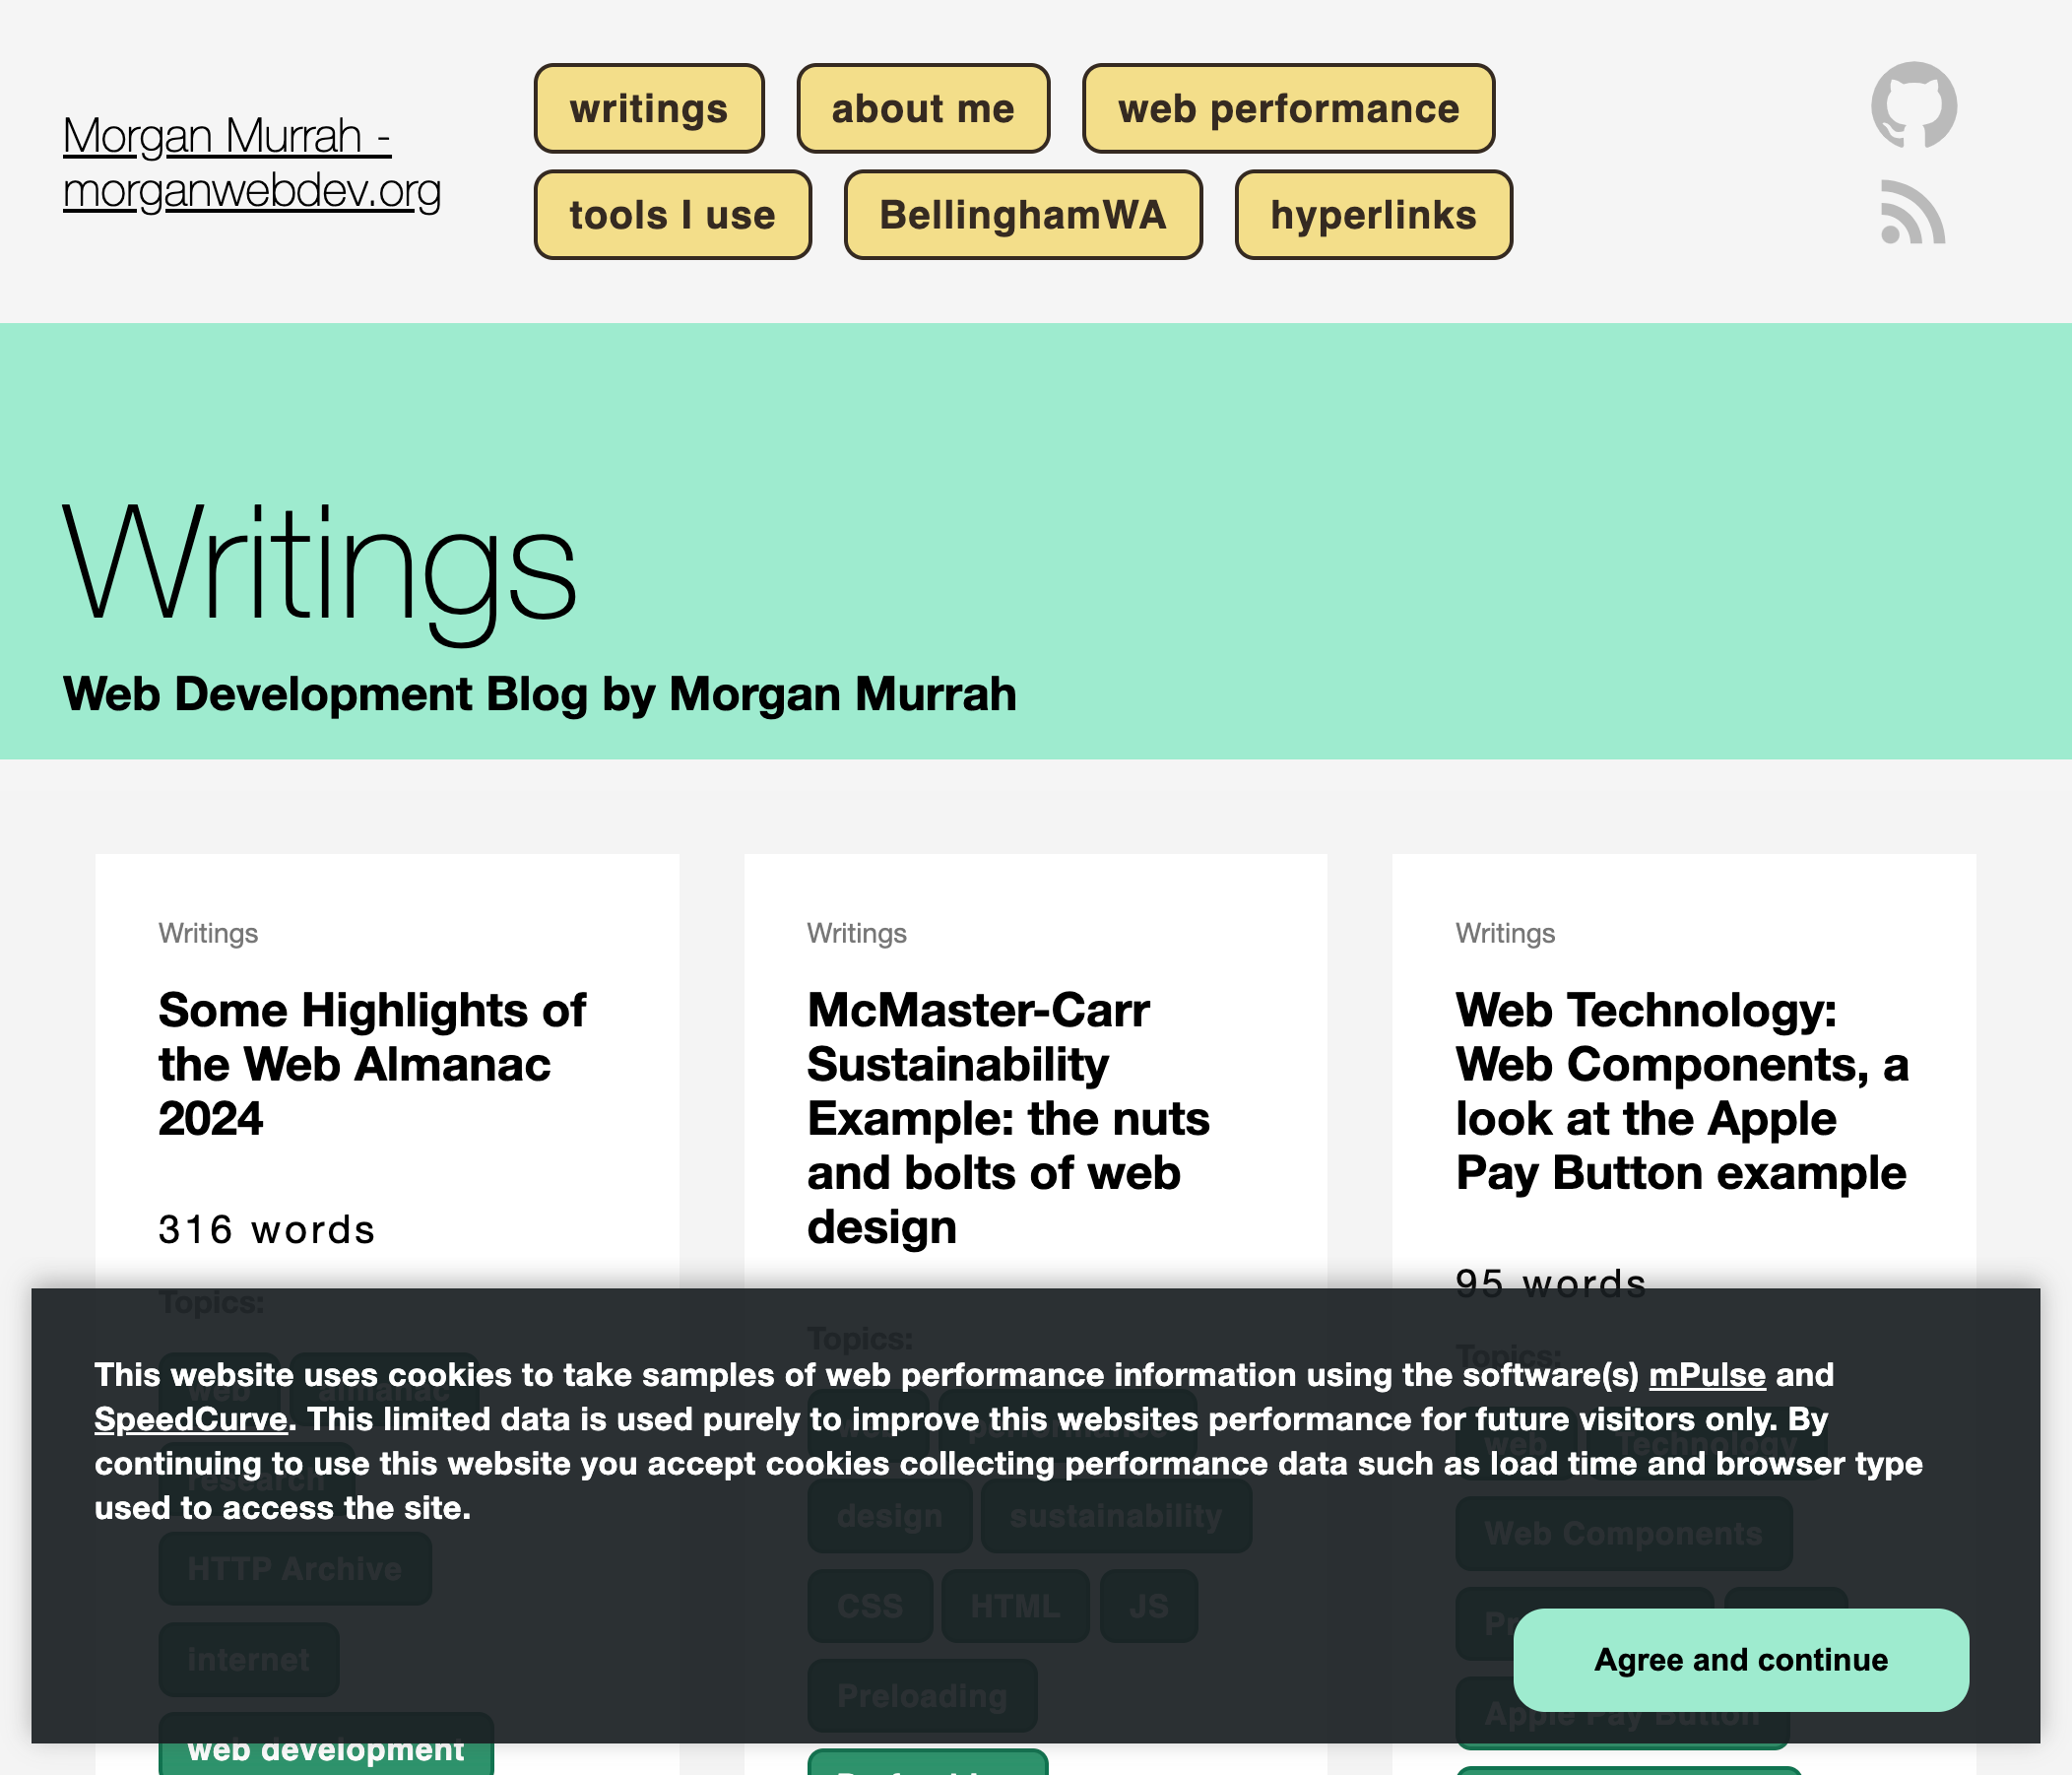 Morgan Murrah -
morganwebdev.org
writings
about me
web performance
tools I use
BellinghamWA
hyperlinks
Writings
Web Development Blog by Morgan Murrah
Writings
Some Highlights of
the Web Almanac
2024
316 words
Topics:
web
almanac
research
HTTP Archive
internet
web development
Writings
McMaster-Carr
Sustainability
Example: the nuts
and bolts of web
design
Topics:
performance
design
sustainability
CSS
HTML
JS
Preloading
Writings
Web Technology:
Web Components, a
look at the Apple
Pay Button example
95 words
Topics:
web
Technology
Web Components
Apple Pay Button
This website uses cookies to take samples of web performance information using the software(s) mPulse and
SpeedCurve. This limited data is used purely to improve this websites performance for future visitors only. By
continuing to use this website you accept cookies collecting performance data such as load time and browser type
used to access the site.
Agree and continue